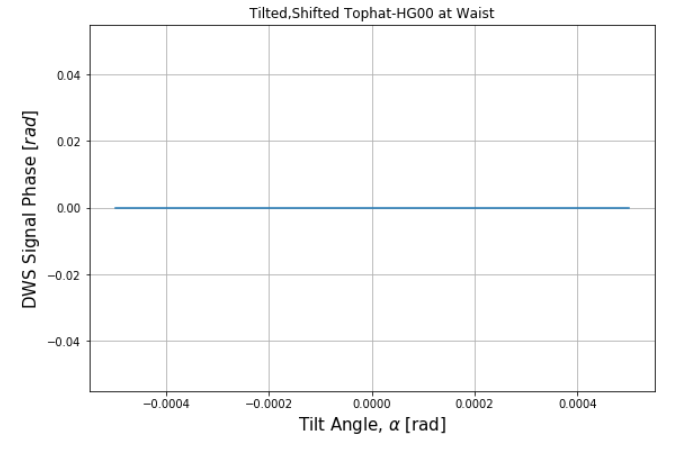 Tilted,Shifted Tophat-HG00 at Waist
DWS Signal Phase [rad]
0.04
0.02
0.00
−0.02
−0.04
−0.0004 −0.0002 0.0000 0.0002 0.0004
Tilt Angle, α [rad]